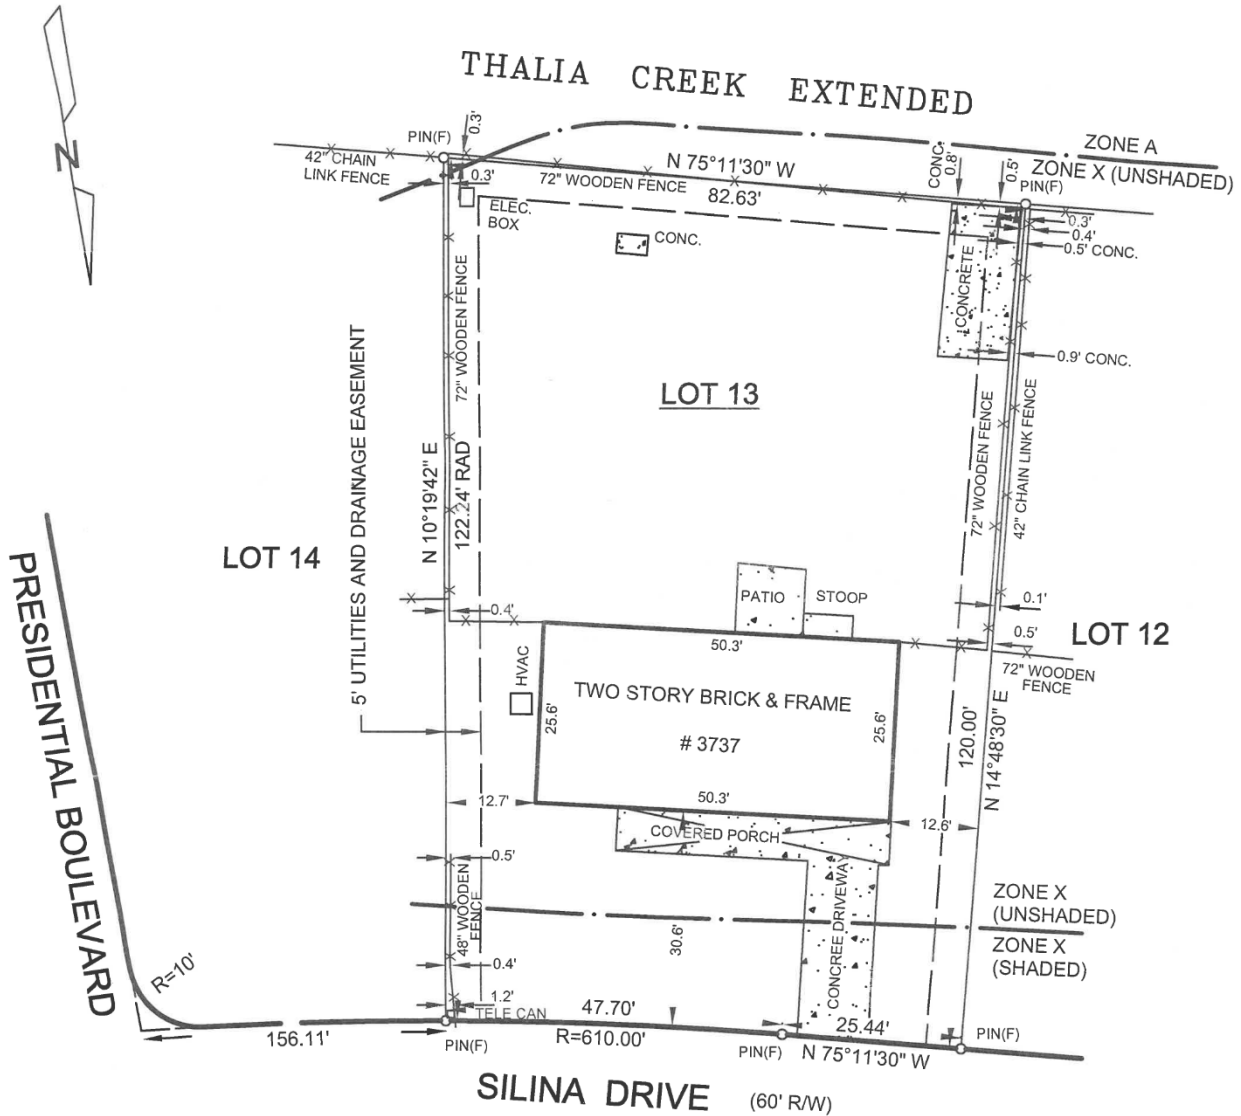 THALIA CREEK EXTENDED
N
ZONE A
ZONE X (UNSHADED)
PIN(F)
0.3'
42" CHAIN
LINK FENCE
0.3'
N 75°11'30" W
72" WOODEN FENCE
82.63'
CONC.
0.8'
0.5'
PIN(F)
0.3'
0.4'
0.5' CONC.
ELEC.
BOX
CONC.
CONCRETE
0.9' CONC.
72" WOODEN FENCE
LOT 13
5' UTILITIES AND DRAINAGE EASEMENT
N 10°19'42" E
122.24' RAD
72" WOODEN FENCE
42" CHAIN LINK FENCE
LOT 14
PRESIDENTIAL BOULEVARD
0.4'
PATIO
STOOP
0.1'
0.5'
LOT 12
72" WOODEN
FENCE
50.3'
HVAC
25.6'
TWO STORY BRICK & FRAME
# 3737
25.6'
120.00'
N 14°48'30" E
12.7'
50.3'
12.6'
COVERED PORCH
0.5'
48" WOODEN
FENCE
CONCREE DRIVEWAY
ZONE X
(UNSHADED)
ZONE X
(SHADED)
30.6'
0.4'
R=10'
1.2'
TELE CAN
47.70'
25.44'
156.11'
PIN(F)
R=610.00'
PIN(F)
N 75°11'30" W
PIN(F)
SILINA DRIVE (60' R/W)